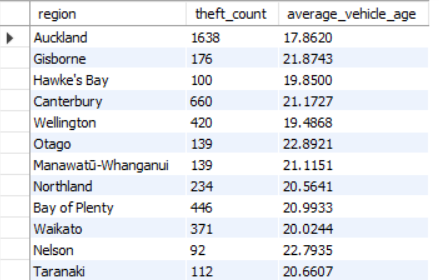 region theft_count average_vehicle_age
Auckland 1638 17.8620
Gisborne 176 21.8743
Hawke's Bay 100 19.8500
Canterbury 660 21.1727
Wellington 420 19.4868
Otago 139 22.8921
Manawatū-Whanganui 139 21.1151
Northland 234 20.5641
Bay of Plenty 446 20.9933
Waikato 371 20.0244
Nelson 92 22.7935
Taranaki 112 20.6607